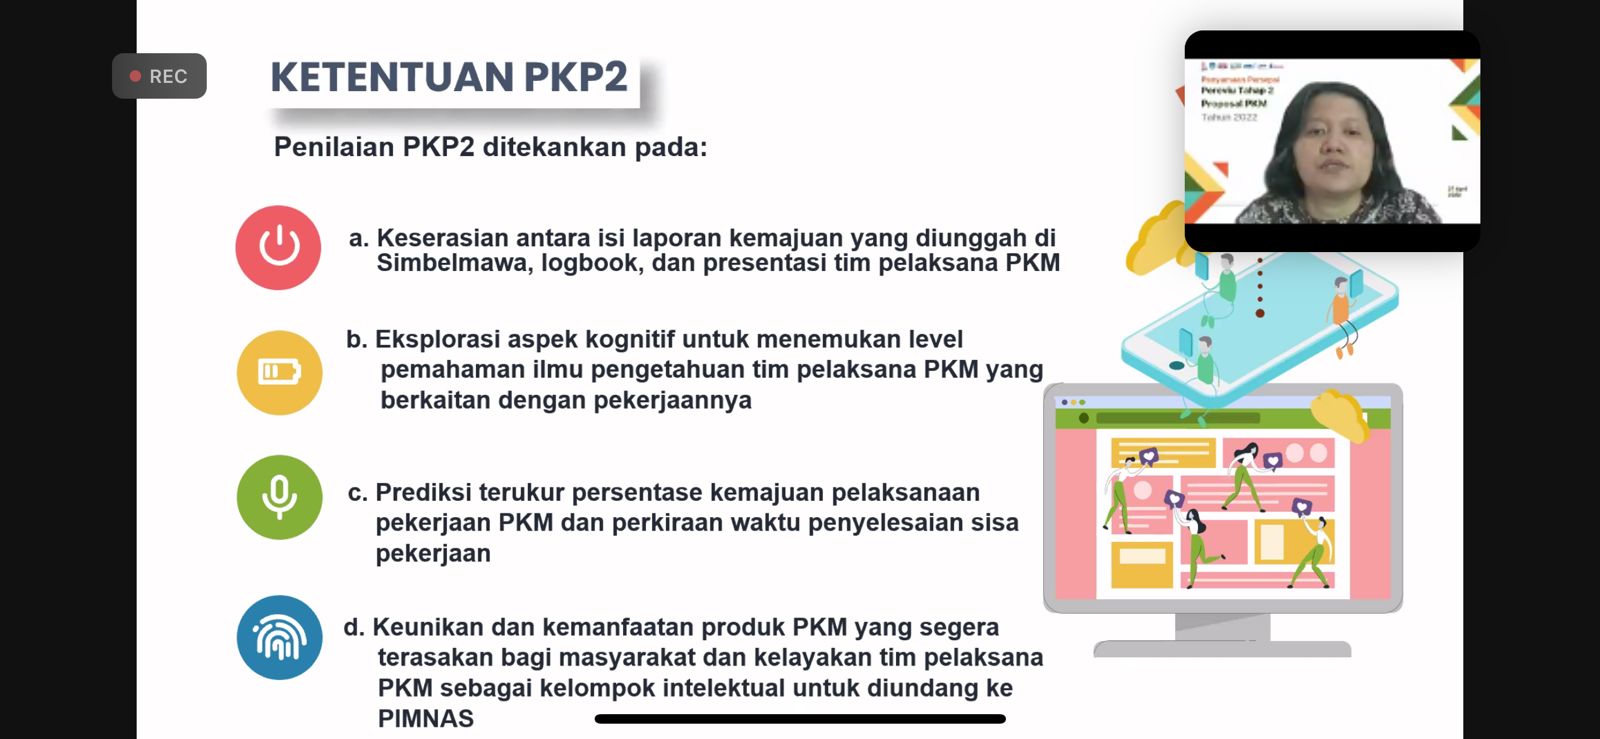 REC
KETENTUAN PKP2
Penilaian PKP2 ditekankan pada:
a. Keserasian antara isi laporan kemajuan yang diunggah di
Simbelmawa, logbook, dan presentasi tim pelaksana PKM
b. Eksplorasi aspek kognitif untuk menemukan level
pemahaman ilmu pengetahuan tim pelaksana PKM yang
berkaitan dengan pekerjaannya
c. Prediksi terukur persentase kemajuan pelaksanaan
pekerjaan PKM dan perkiraan waktu penyelesaian sisa
pekerjaan
d. Keunikan dan kemanfaatan produk PKM yang segera
terasakan bagi masyarakat dan kelayakan tim pelaksana
PKM sebagai kelompok intelektual untuk diundang ke
PIMNAS
Penyamaan Persepsi
Pereviu Tahap 2
Proposal PKM
Tahun 2022